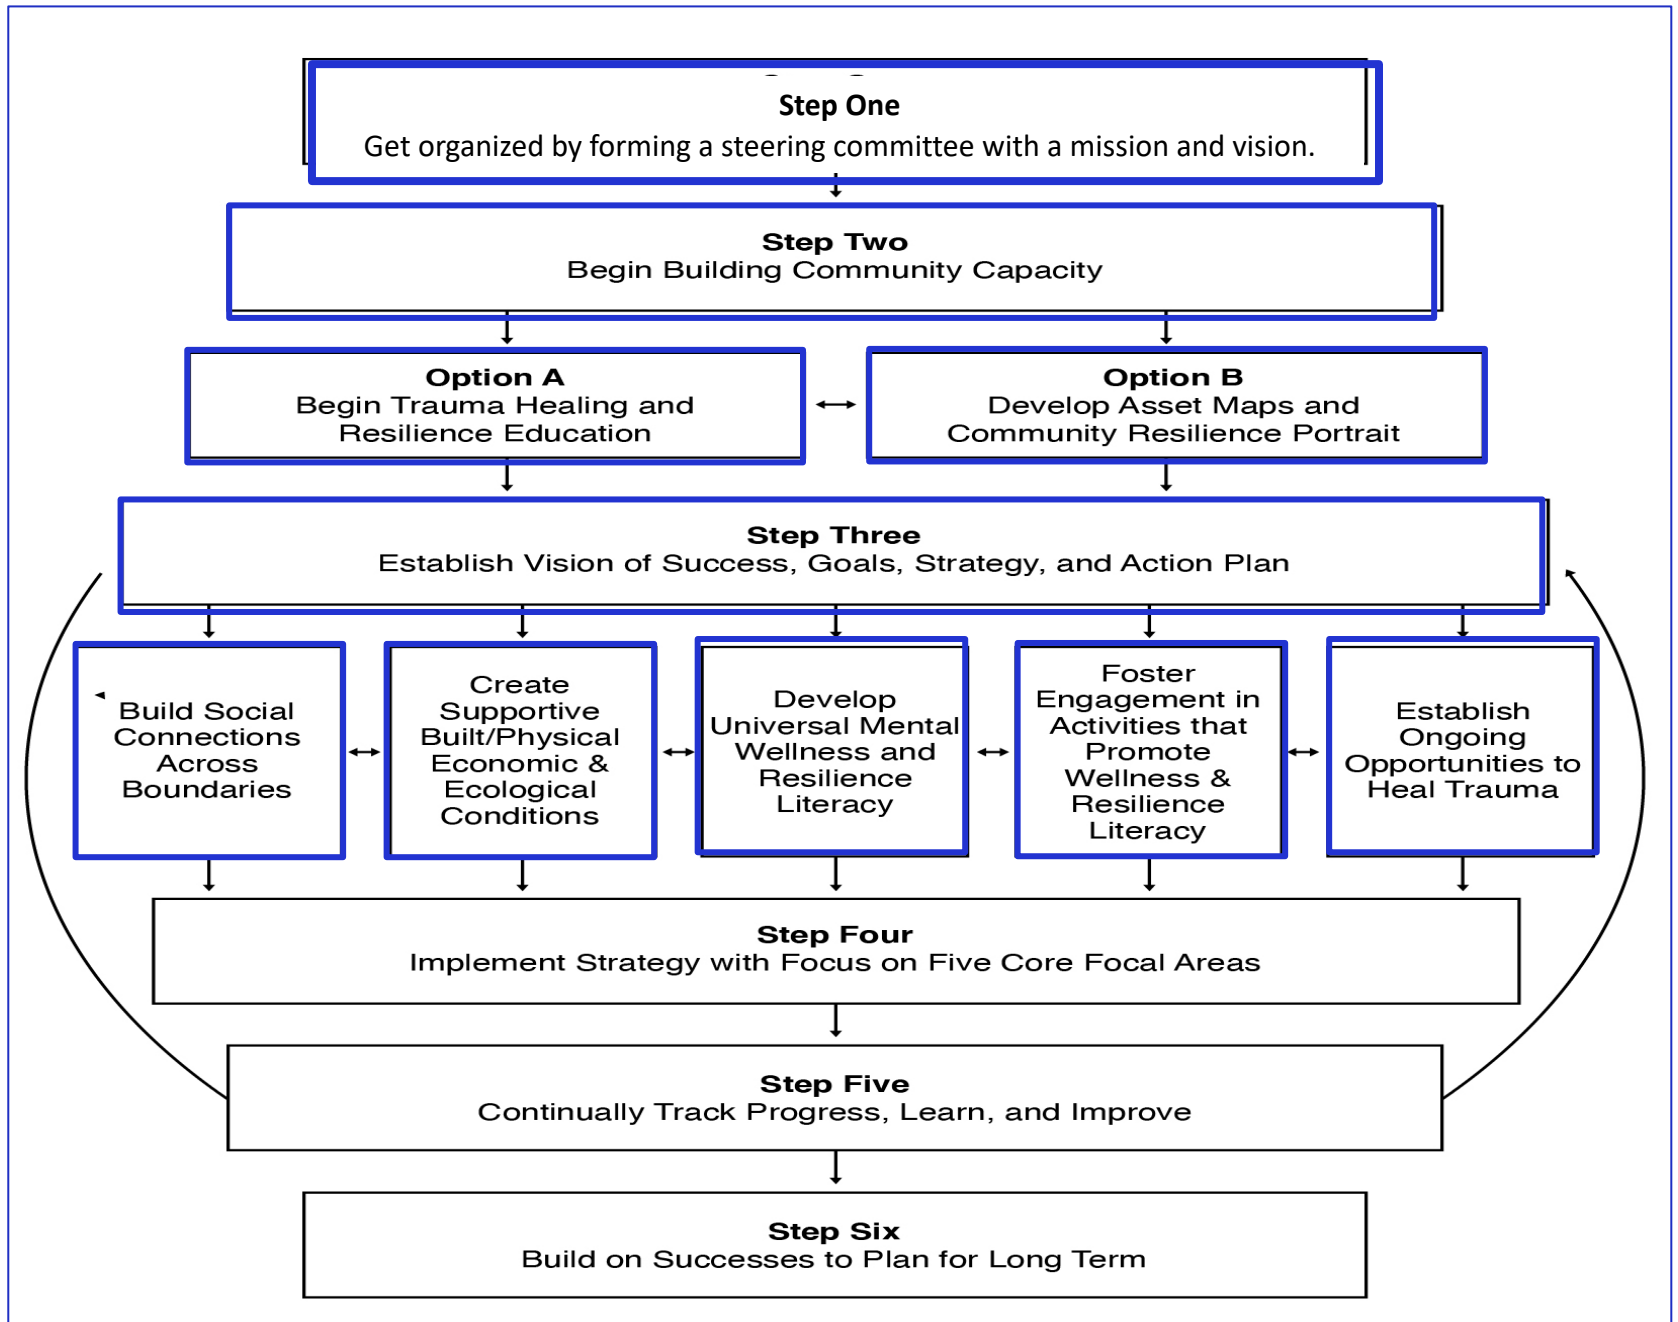 Step One
Get organized by forming a steering committee with a mission and vision.
Step Two
Begin Building Community Capacity
Option A
Begin Trauma Healing and
Resilience Education
Option B
Develop Asset Maps and
Community Resilience Portrait
Step Three
Establish Vision of Success, Goals, Strategy, and Action Plan
Build Social
Connections
Across
Boundaries
Create
Supportive
Built/Physical
Economic &
Ecological
Conditions
Develop
Universal Mental
Wellness and
Resilience
Literacy
Foster
Engagement in
Activities that
Promote
Wellness &
Resilience
Literacy
Establish
Ongoing
Opportunities to
Heal Trauma
Step Four
Implement Strategy with Focus on Five Core Focal Areas
Step Five
Continually Track Progress, Learn, and Improve
Step Six
Build on Successes to Plan for Long Term